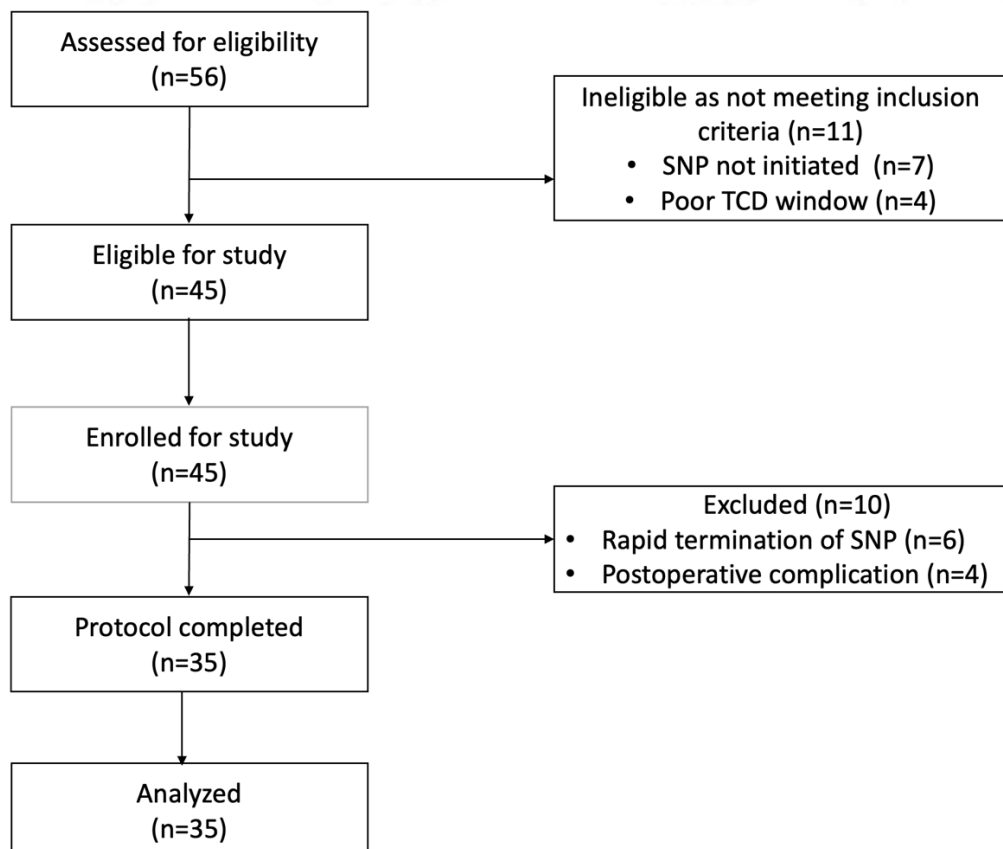 Assessed for eligibility
(n=56)
Ineligible as not meeting inclusion
criteria (n=11)
• SNP not initiated  (n=7)
• Poor TCD window (n=4)
Eligible for study
(n=45)
Enrolled for study
(n=45)
Excluded (n=10)
• Rapid termination of SNP (n=6)
• Postoperative complication (n=4)
Protocol completed
(n=35)
Analyzed
(n=35)